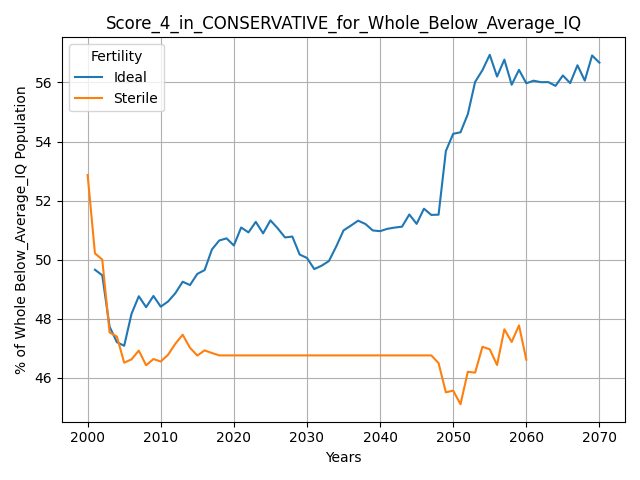 Score_4_in_CONSERVATIVE_for_Whole_Below_Average_IQ
Fertility
Ideal
Sterile
% of Whole Below_Average_IQ Population
56
54
52
50
48
46
2000
2010
2020
2030
2040
2050
2060
2070
Years